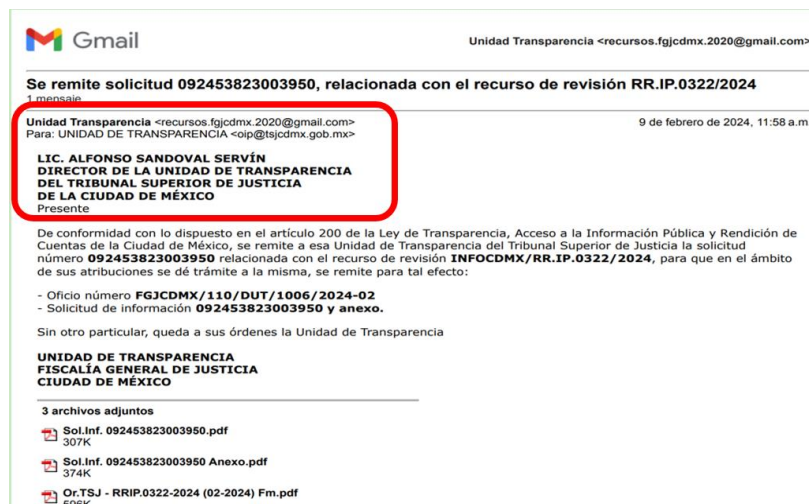 Gmail
Unidad Transparencia <recursos.fgjcdmx.2020@gmail.com>
Se remite solicitud 092453823003950, relacionada con el recurso de revisión RR.IP.0322/2024
1 mensaje
Unidad Transparencia <recursos.fgjcdmx.2020@gmail.com>
9 de febrero de 2024, 11:58 a.m.
Para: UNIDAD DE TRANSPARENCIA <oip@tsjcdmx.gob.mx>
LIC. ALFONSO SANDOVAL SERVÍN
DIRECTOR DE LA UNIDAD DE TRANSPARENCIA
DEL TRIBUNAL SUPERIOR DE JUSTICIA
DE LA CIUDAD DE MÉXICO
Presente
De conformidad con lo dispuesto en el artículo 200 de la Ley de Transparencia, Acceso a la Información Pública y Rendición de
Cuentas de la Ciudad de México, se remite a esa Unidad de Transparencia del Tribunal Superior de Justicia la solicitud
número 092453823003950 relacionada con el recurso de revisión INFOCDMX/RR.IP.0322/2024, para que en el ámbito
de sus atribuciones se dé trámite a la misma, se remite para tal efecto:
- Oficio número FGJCDMX/110/DUT/1006/2024-02
- Solicitud de información 092453823003950 y anexo.
Sin otro particular, queda a sus órdenes la Unidad de Transparencia
UNIDAD DE TRANSPARENCIA
FISCALÍA GENERAL DE JUSTICIA
CIUDAD DE MÉXICO
3 archivos adjuntos
Sol.Inf. 092453823003950.pdf
307K
Sol.Inf. 092453823003950 Anexo.pdf
374K
Or.TSJ - RRIP.0322-2024 (02-2024) Fm.pdf
596K